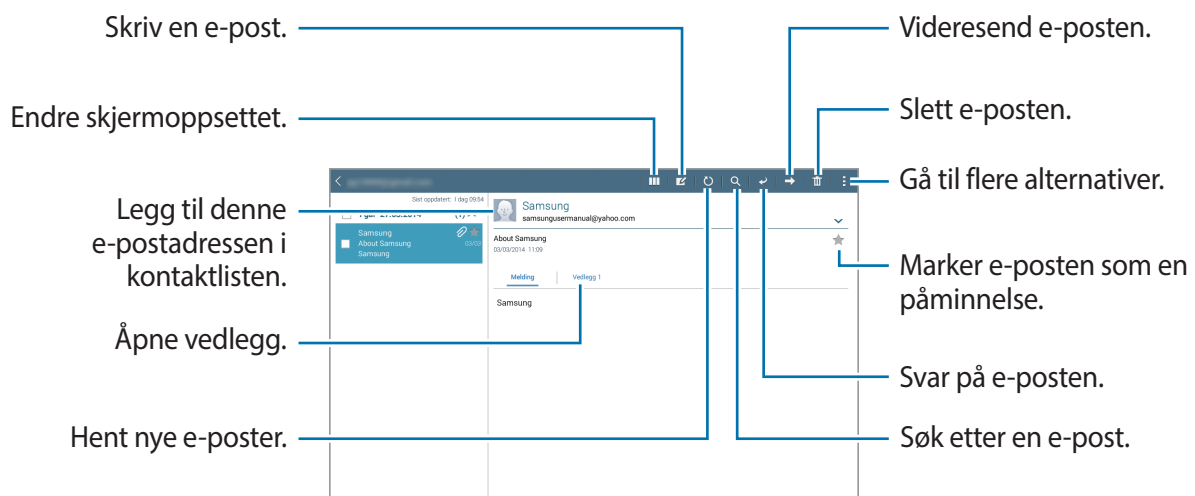 Skriv en e-post.
Videresend e-posten.
Endre skjermoppsettet.
Slett e-posten.
Gå til flere alternativer.
Legg til denne
e-postadressen i
kontaktlisten.
Åpne vedlegg.
Hent nye e-poster.
Marker e-posten som en
påminnelse.
Svar på e-posten.
Søk etter en e-post.
Sist oppdatert: I dag 09:54
(1)
Samsung
About Samsung
03/03
Samsung
Samsung
samsungusermanual@yahoo.com
About Samsung
03/03/2014 11:09
Melding
Vedlegg 1
Samsung